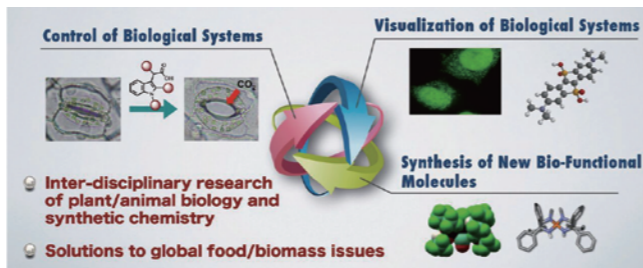 Control of Biological Systems
Visualization of Biological Systems
OH
CO₂
Synthesis of New Bio-Functional
Molecules
Inter-disciplinary research
of plant/animal biology and
synthetic chemistry
Solutions to global food/biomass issues